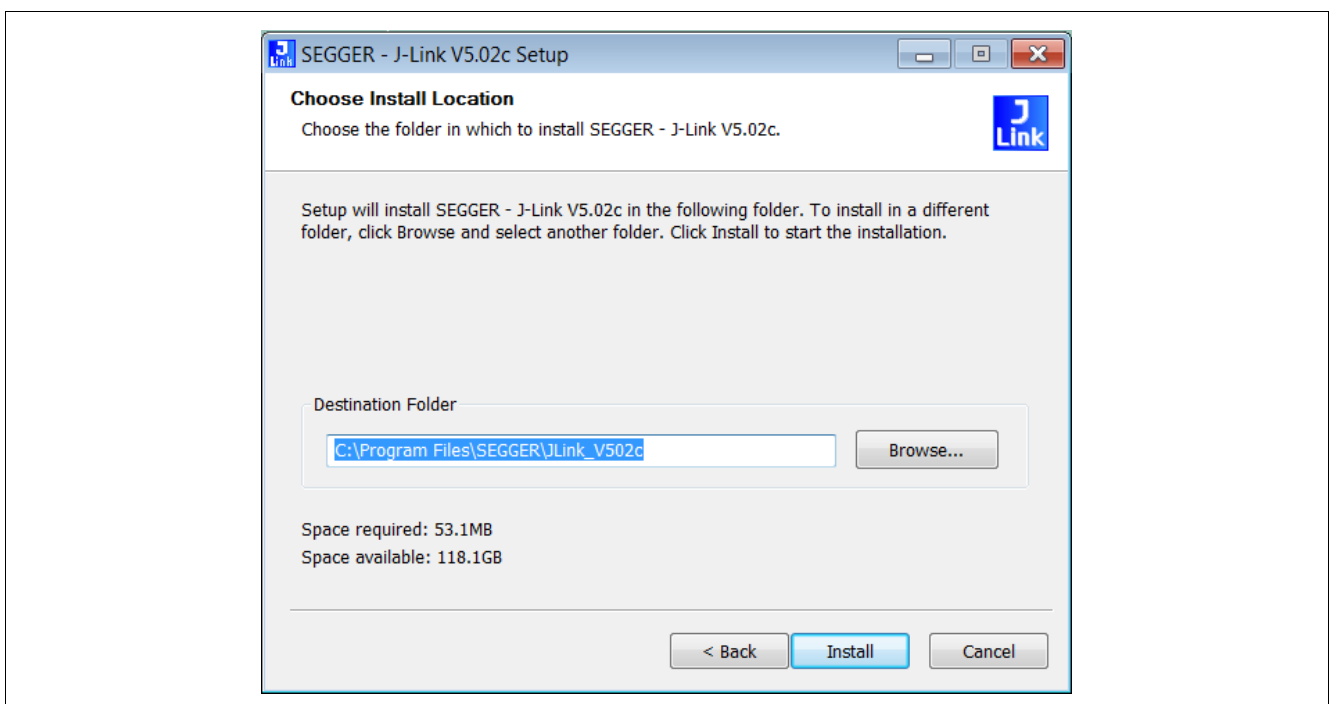 J
Link
SEGGER - J-Link V5.02c Setup
Choose Install Location
Choose the folder in which to install SEGGER - J-Link V5.02c.
J
Link
Setup will install SEGGER - J-Link V5.02c in the following folder. To install in a different
folder, click Browse and select another folder. Click Install to start the installation.
Destination Folder
C:\Program Files\SEGGER\JLink_V502c
Browse...
Space required: 53.1MB
Space available: 118.1GB
< Back
Install
Cancel